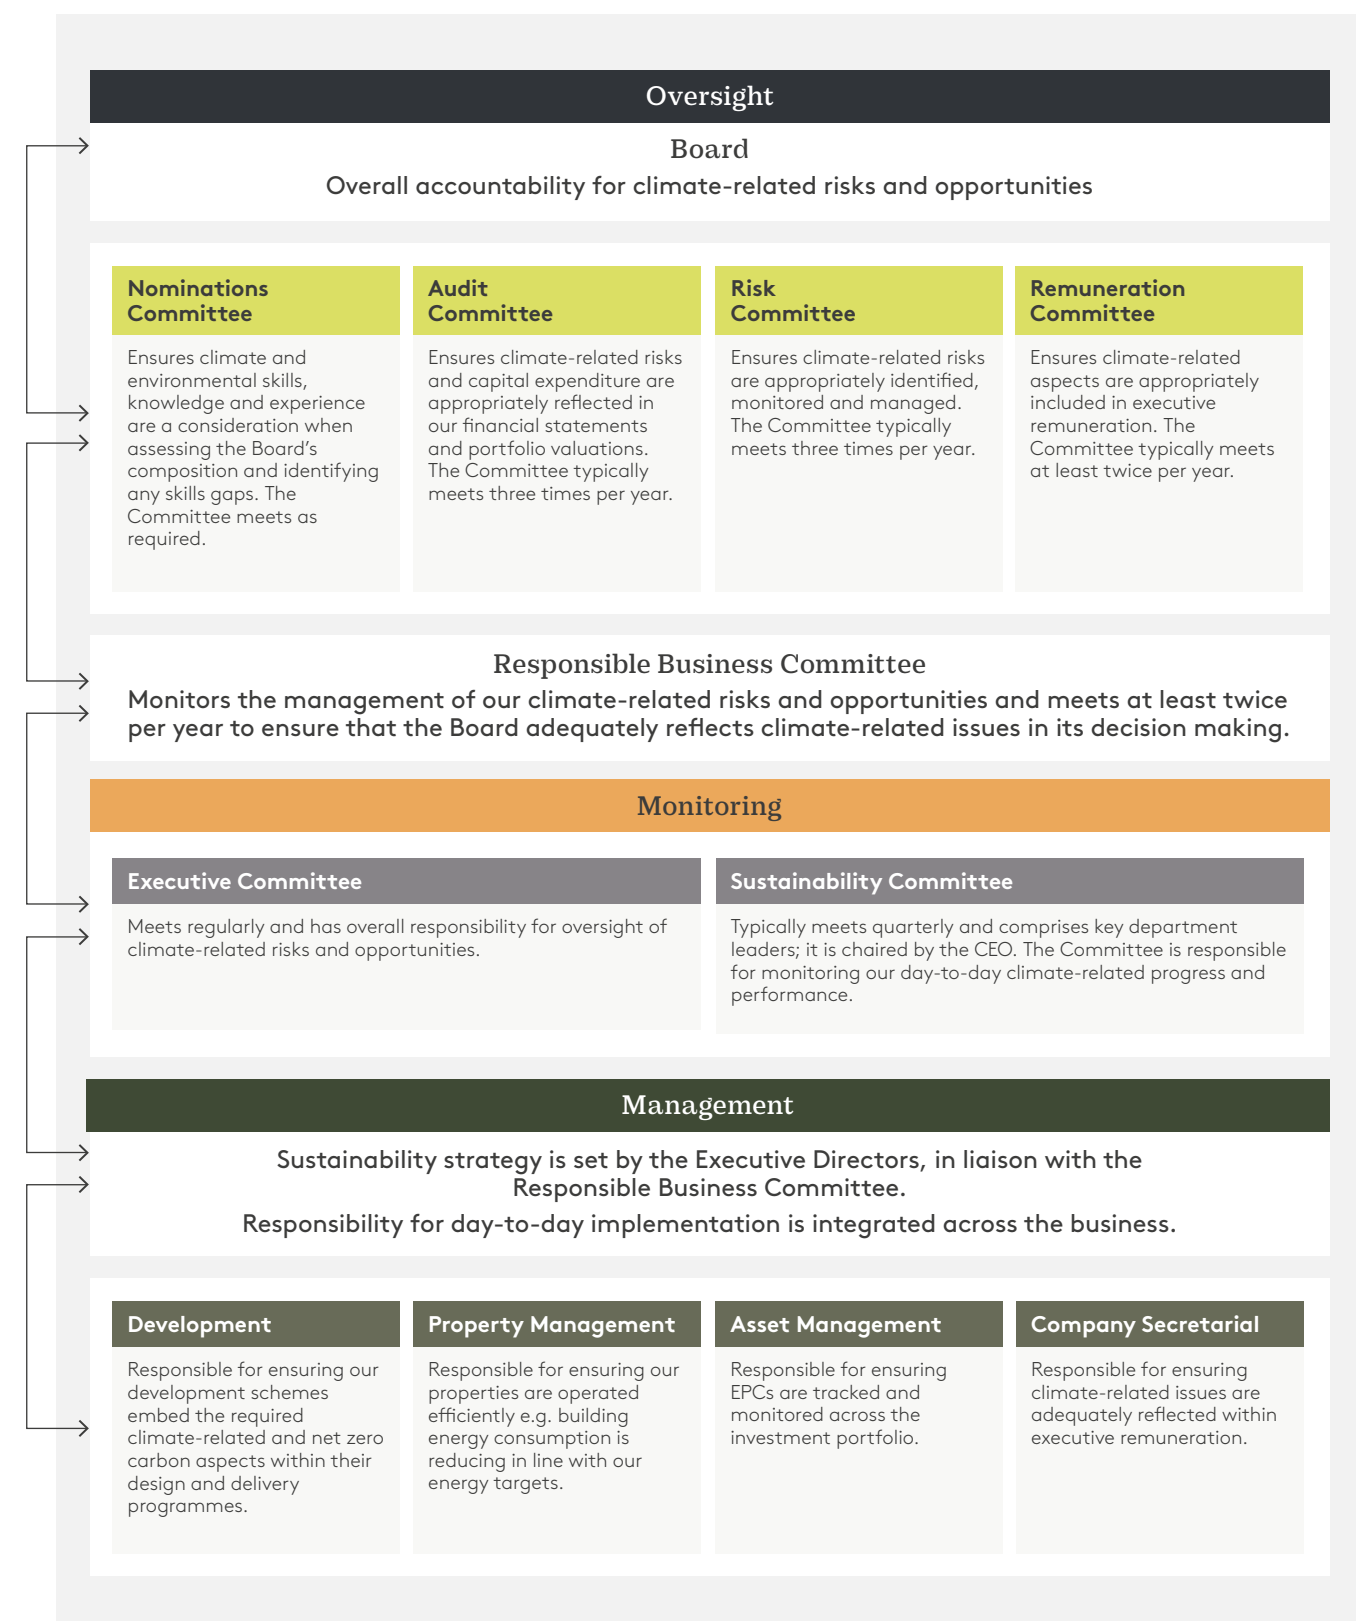 Oversight
Board
Overall accountability for climate-related risks and opportunities
Nominations
Committee
Ensures climate and
environmental skills,
knowledge and experience
are a consideration when
assessing the Board’s
composition and identifying
any skills gaps. The
Committee meets as
required.
Audit
Committee
Ensures climate-related risks
and capital expenditure are
appropriately reflected in
our financial statements
and portfolio valuations.
The Committee typically
meets three times per year.
Risk
Committee
Ensures climate-related risks
are appropriately identified,
monitored and managed.
The Committee typically
meets three times per year.
Remuneration
Committee
Ensures climate-related
aspects are appropriately
included in executive
remuneration. The
Committee typically meets
at least twice per year.
Responsible Business Committee
Monitors the management of our climate-related risks and opportunities and meets at least twice
per year to ensure that the Board adequately reflects climate-related issues in its decision making.
Monitoring
Executive Committee
Meets regularly and has overall responsibility for oversight of
climate-related risks and opportunities.
Sustainability Committee
Typically meets quarterly and comprises key department
leaders; it is chaired by the CEO. The Committee is responsible
for monitoring our day-to-day climate-related progress and
performance.
Management
Sustainability strategy is set by the Executive Directors, in liaison with the
Responsible Business Committee.
Responsibility for day-to-day implementation is integrated across the business.
Development
Responsible for ensuring our
development schemes
embed the required
climate-related and net zero
carbon aspects within their
design and delivery
programmes.
Property Management
Responsible for ensuring our
properties are operated
efficiently e.g. building
energy consumption is
reducing in line with our
energy targets.
Asset Management
Responsible for ensuring
EPCs are tracked and
monitored across the
investment portfolio.
Company Secretarial
Responsible for ensuring
climate-related issues are
adequately reflected within
executive remuneration.